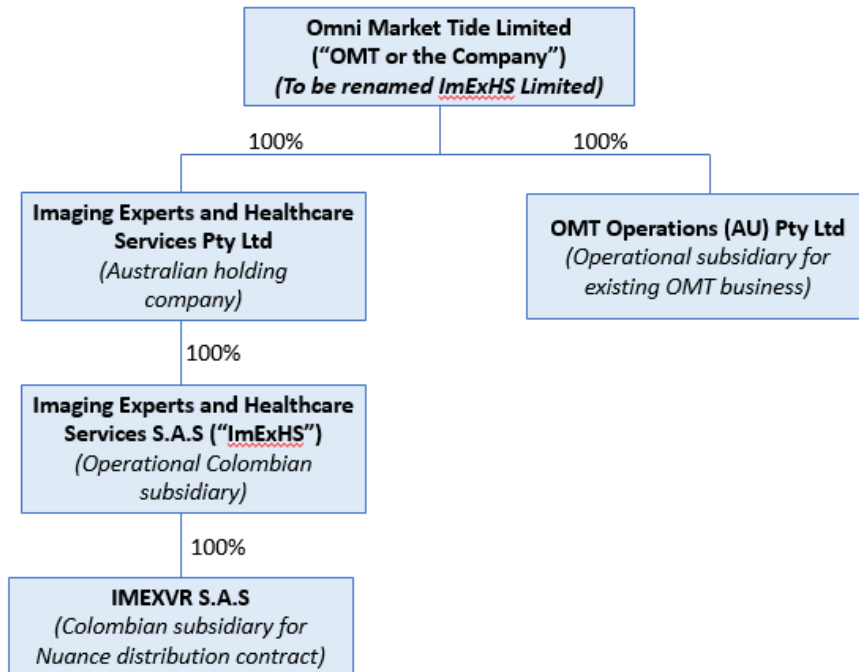 Omni Market Tide Limited
(“OMT or the Company”)
(To be renamed ImExHS Limited)
100%
100%
Imaging Experts and Healthcare
Services Pty Ltd
(Australian holding
company)
OMT Operations (AU) Pty Ltd
(Operational subsidiary for
existing OMT business)
100%
Imaging Experts and Healthcare
Services S.A.S (“ImExHS”)
(Operational Colombian
subsidiary)
100%
IMEXVR S.A.S
(Colombian subsidiary for
Nuance distribution contract)